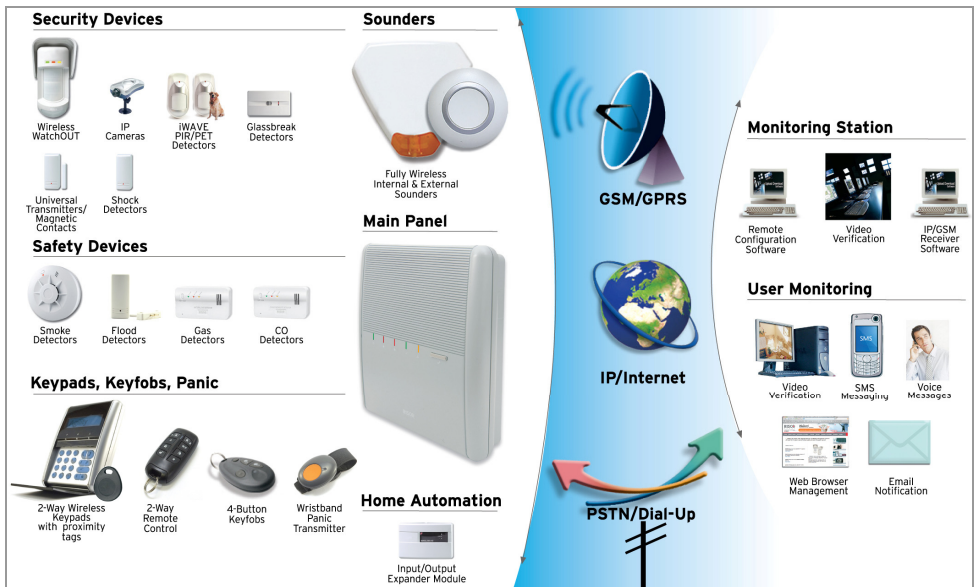 Security Devices
Wireless
WatchOUT
IP
Cameras
iWAVE
PIR/PET
Detectors
Glassbreak
Detectors
Universal
Transmitters/
Magnetic
Contacts
Shock
Detectors
Safety Devices
Smoke
Detectors
Flood
Detectors
Gas
Detectors
CO
Detectors
Keypads, Keyfobs, Panic
2-Way Wireless
Keypads
with proximity
tags
2-Way
Remote
Control
4-Button
Keyfobs
Wristband
Panic
Transmitter
Sounders
Fully Wireless
Internal & External
Sounders
Main Panel
Home Automation
Input/Output
Expander Module
GSM/GPRS
IP/Internet
PSTN/Dial-Up
Monitoring Station
Remote
Configuration
Software
Video
Verification
IP/GSM
Receiver
Software
User Monitoring
Video
Verification
SMS
SMS
Messaging
Voice
Messages
Web Browser
Management
Email
Notification